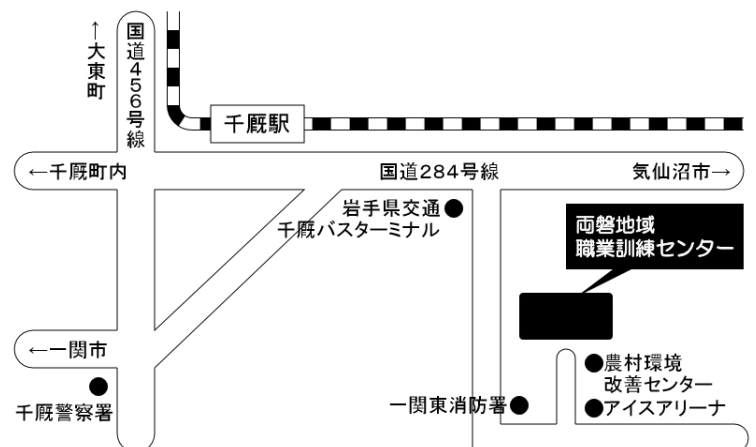 ↑大東町
国道456号線
千厩駅
←千厩町内
国道284号線
気仙沼市→
岩手県交通
千厩バスターミナル
両磐地域
職業訓練センター
←一関市
農村環境
改善センター
千厩警察署
一関東消防署
アイスアリーナ